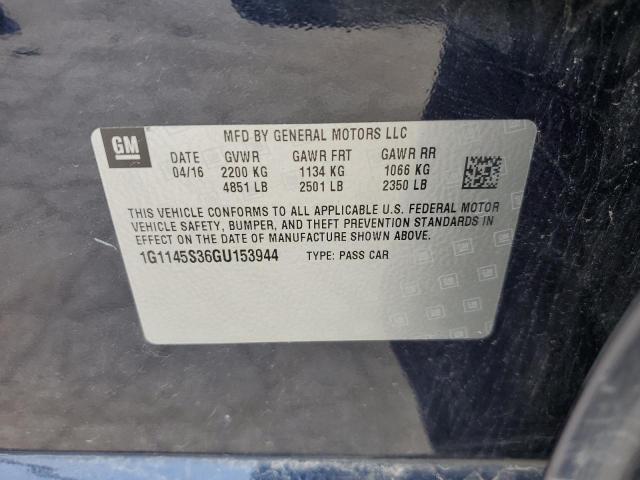 GM
MFD BY GENERAL MOTORS LLC
DATE GVWR GAWR FRT GAWR RR
04/16 2200 KG 1134 KG 1066 KG
4851 LB 2501 LB 2350 LB
THIS VEHICLE CONFORMS TO ALL APPLICABLE U.S. FEDERAL MOTOR
VEHICLE SAFETY, BUMPER, AND THEFT PREVENTION STANDARDS IN
EFFECT ON THE DATE OF MANUFACTURE SHOWN ABOVE.
1G1145S36GU153944 TYPE: PASS CAR